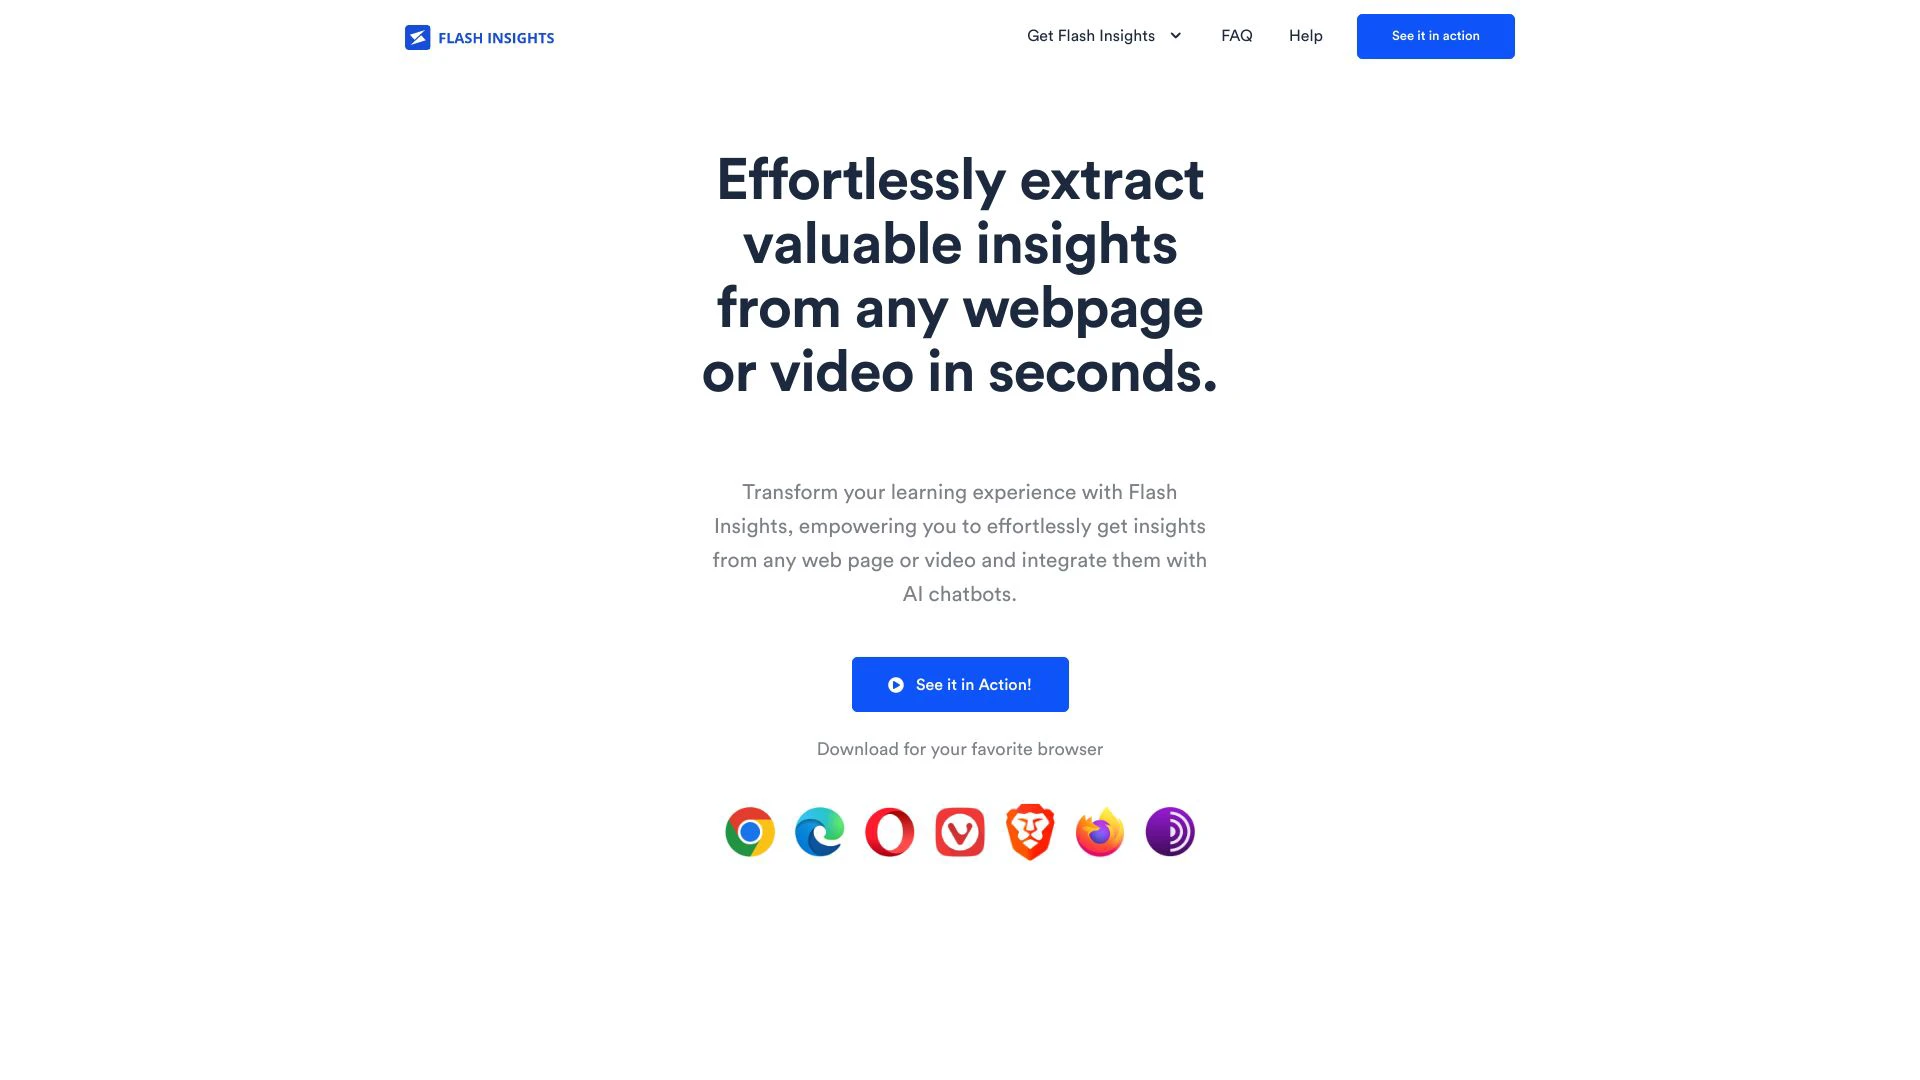 FLASH INSIGHTS
Get Flash Insights
FAQ
Help
See it in action
Effortlessly extract
valuable insights
from any webpage
or video in seconds.
Transform your learning experience with Flash
Insights, empowering you to effortlessly get insights
from any web page or video and integrate them with
AI chatbots.
See it in Action!
Download for your favorite browser